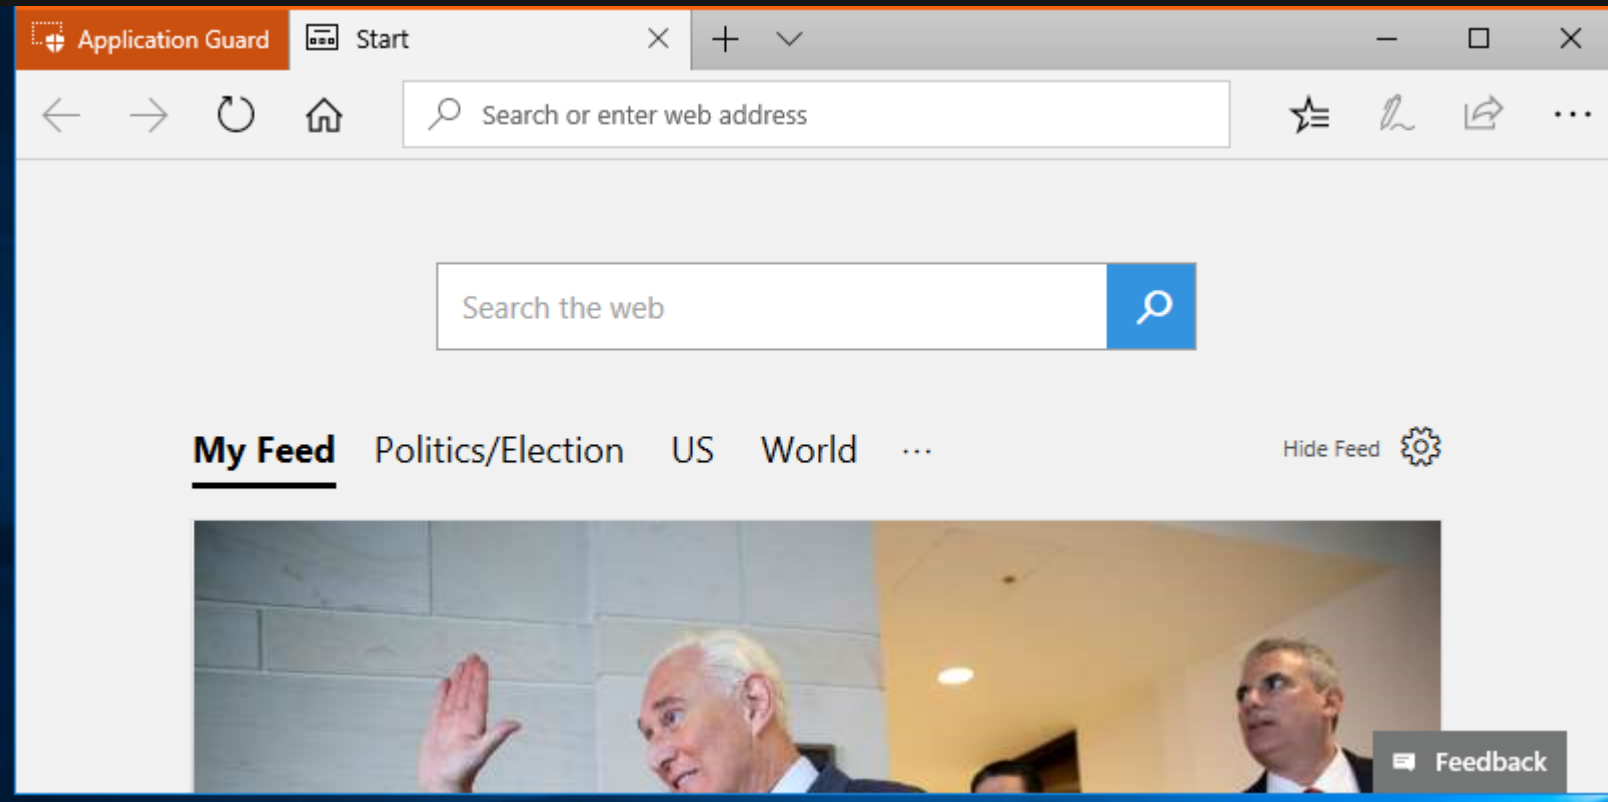 Application Guard
Start
Search or enter web address
Search the web
My Feed Politics/Election US World ...
Hide Feed
Feedback